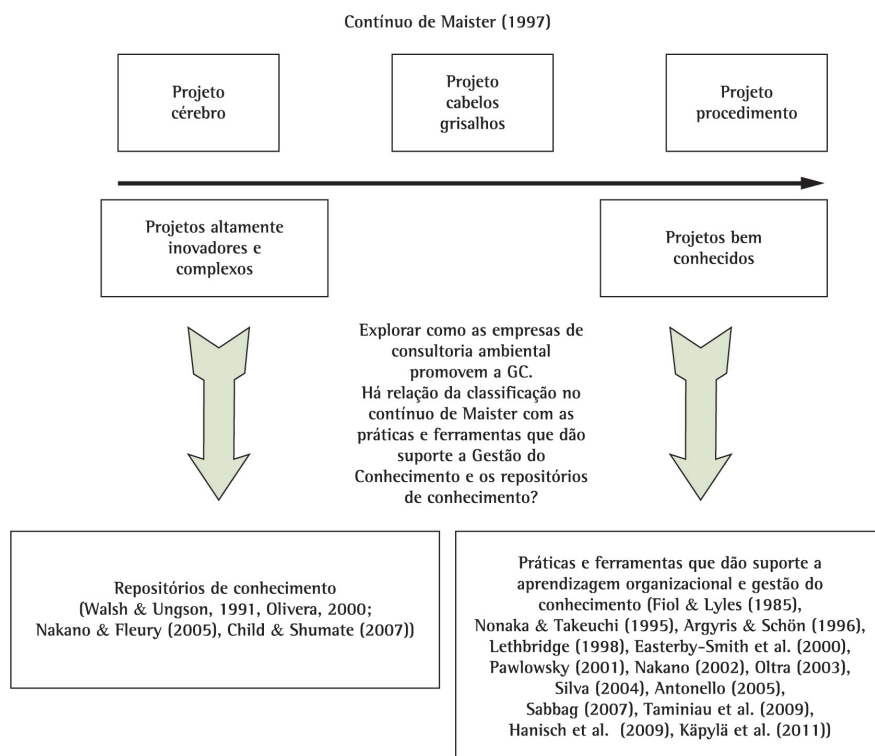 Contínuo de Maister (1997)
Projeto
cérebro
Projeto
cabelos
grisalhos
Projeto
procedimento
Projetos altamente
inovadores e
complexos
Projetos bem
conhecidos
Explorar como as empresas de
consultoria ambiental
promovem a GC.
Há relação da classificação no
contínuo de Maister com as
práticas e ferramentas que dão
suporte a Gestão do
Conhecimento e os repositórios
de conhecimento?
Repositórios de conhecimento
(Walsh & Ungson, 1991, Olivera, 2000;
Nakano & Fleury (2005), Child & Shumate (2007))
Práticas e ferramentas que dão suporte a
aprendizagem organizacional e gestão do
conhecimento (Fiol & Lyles (1985),
Nonaka & Takeuchi (1995), Argyris & Schön (1996),
Lethbridge (1998), Easterby-Smith et al. (2000),
Pawlowsky (2001), Nakano (2002), Oltra (2003),
Silva (2004), Antonello (2005),
Sabbag (2007), Taminiau et al. (2009),
Hanisch et al. (2009), Käpylä et al. (2011))